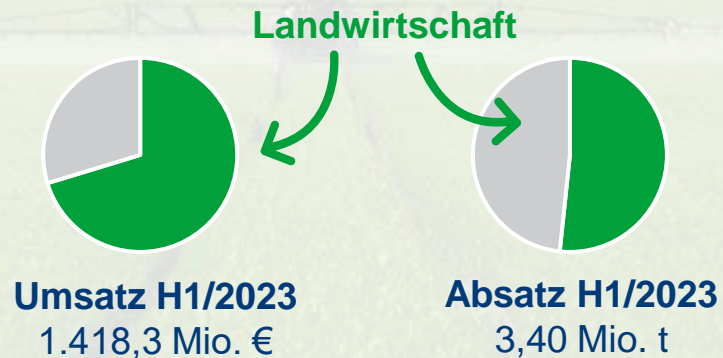 Landwirtschaft
Umsatz H1/2023
1.418,3 Mio. €
Absatz H1/2023
3,40 Mio. t